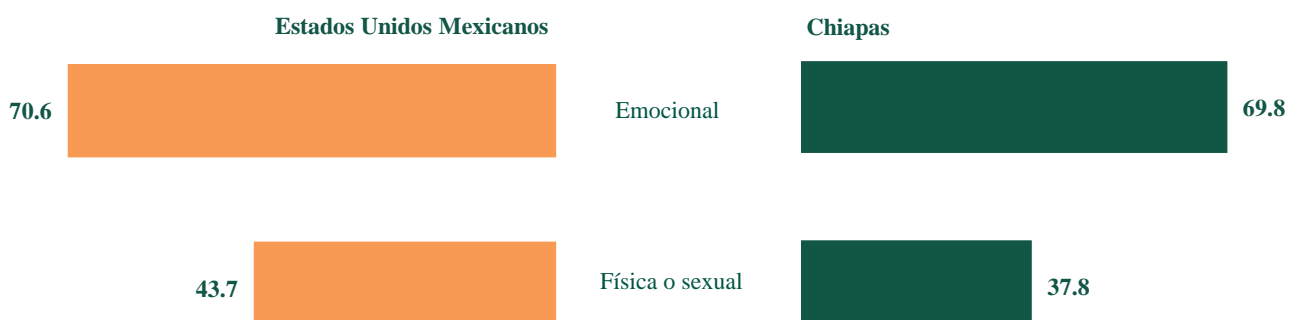 Estados Unidos Mexicanos
Chiapas
70.6
Emocional
69.8
43.7
Física o sexual
37.8